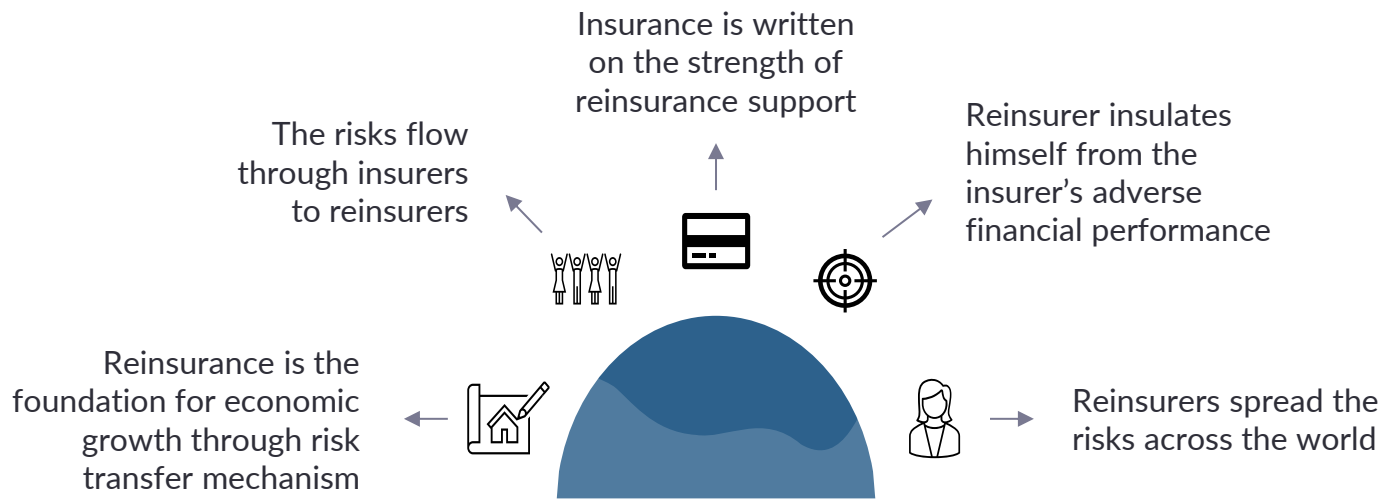 Insurance is written
on the strength of
reinsurance support
The risks flow
through insurers
to reinsurers
Reinsurer insulates
himself from the
insurer’s adverse
financial performance
Reinsurance is the
foundation for economic
growth through risk
transfer mechanism
Reinsurers spread the
risks across the world